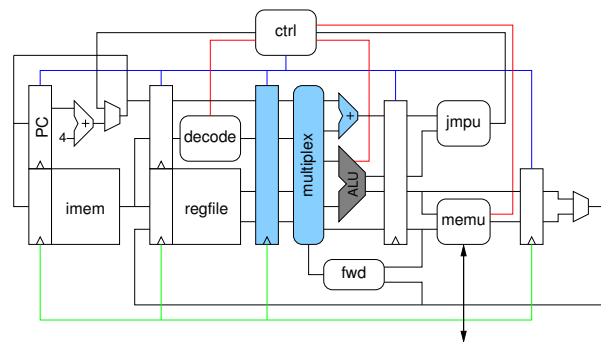 ctrl
PC
4
+
decode
multiplex
+
ALU
jmpu
imem
regfile
memu
fwd